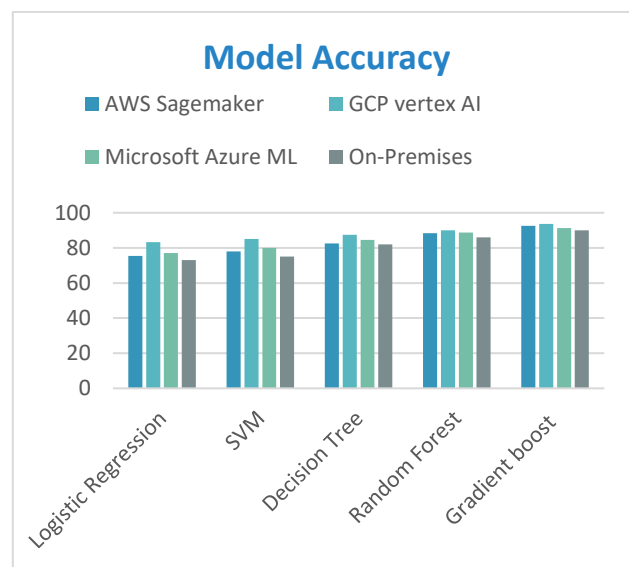 Model Accuracy
AWS Sagemaker GCP vertex AI
Microsoft Azure ML On-Premises
100
80
60
40
20
0
Logistic Regression
SVM
Decision Tree
Random Forest
Gradient boost